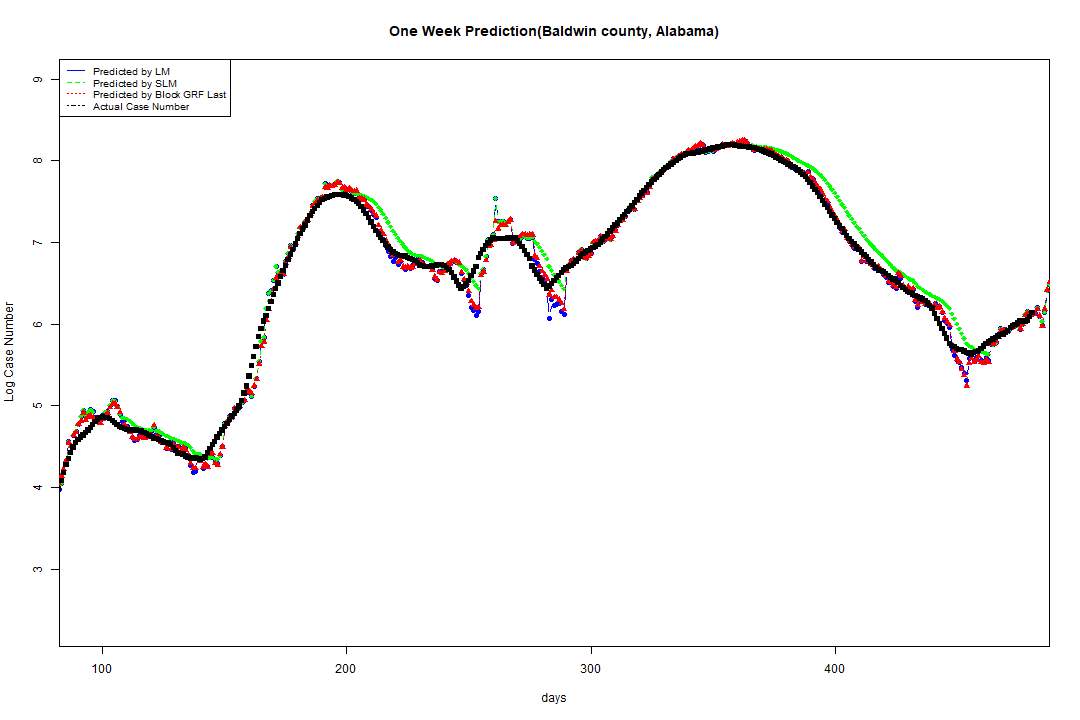 One Week Prediction(Baldwin county, Alabama)
Predicted by LM
Predicted by SLM
Predicted by Block GRF Last
Actual Case Number
9
8
7
6
5
4
3
Log Case Number
100 200 300 400
days